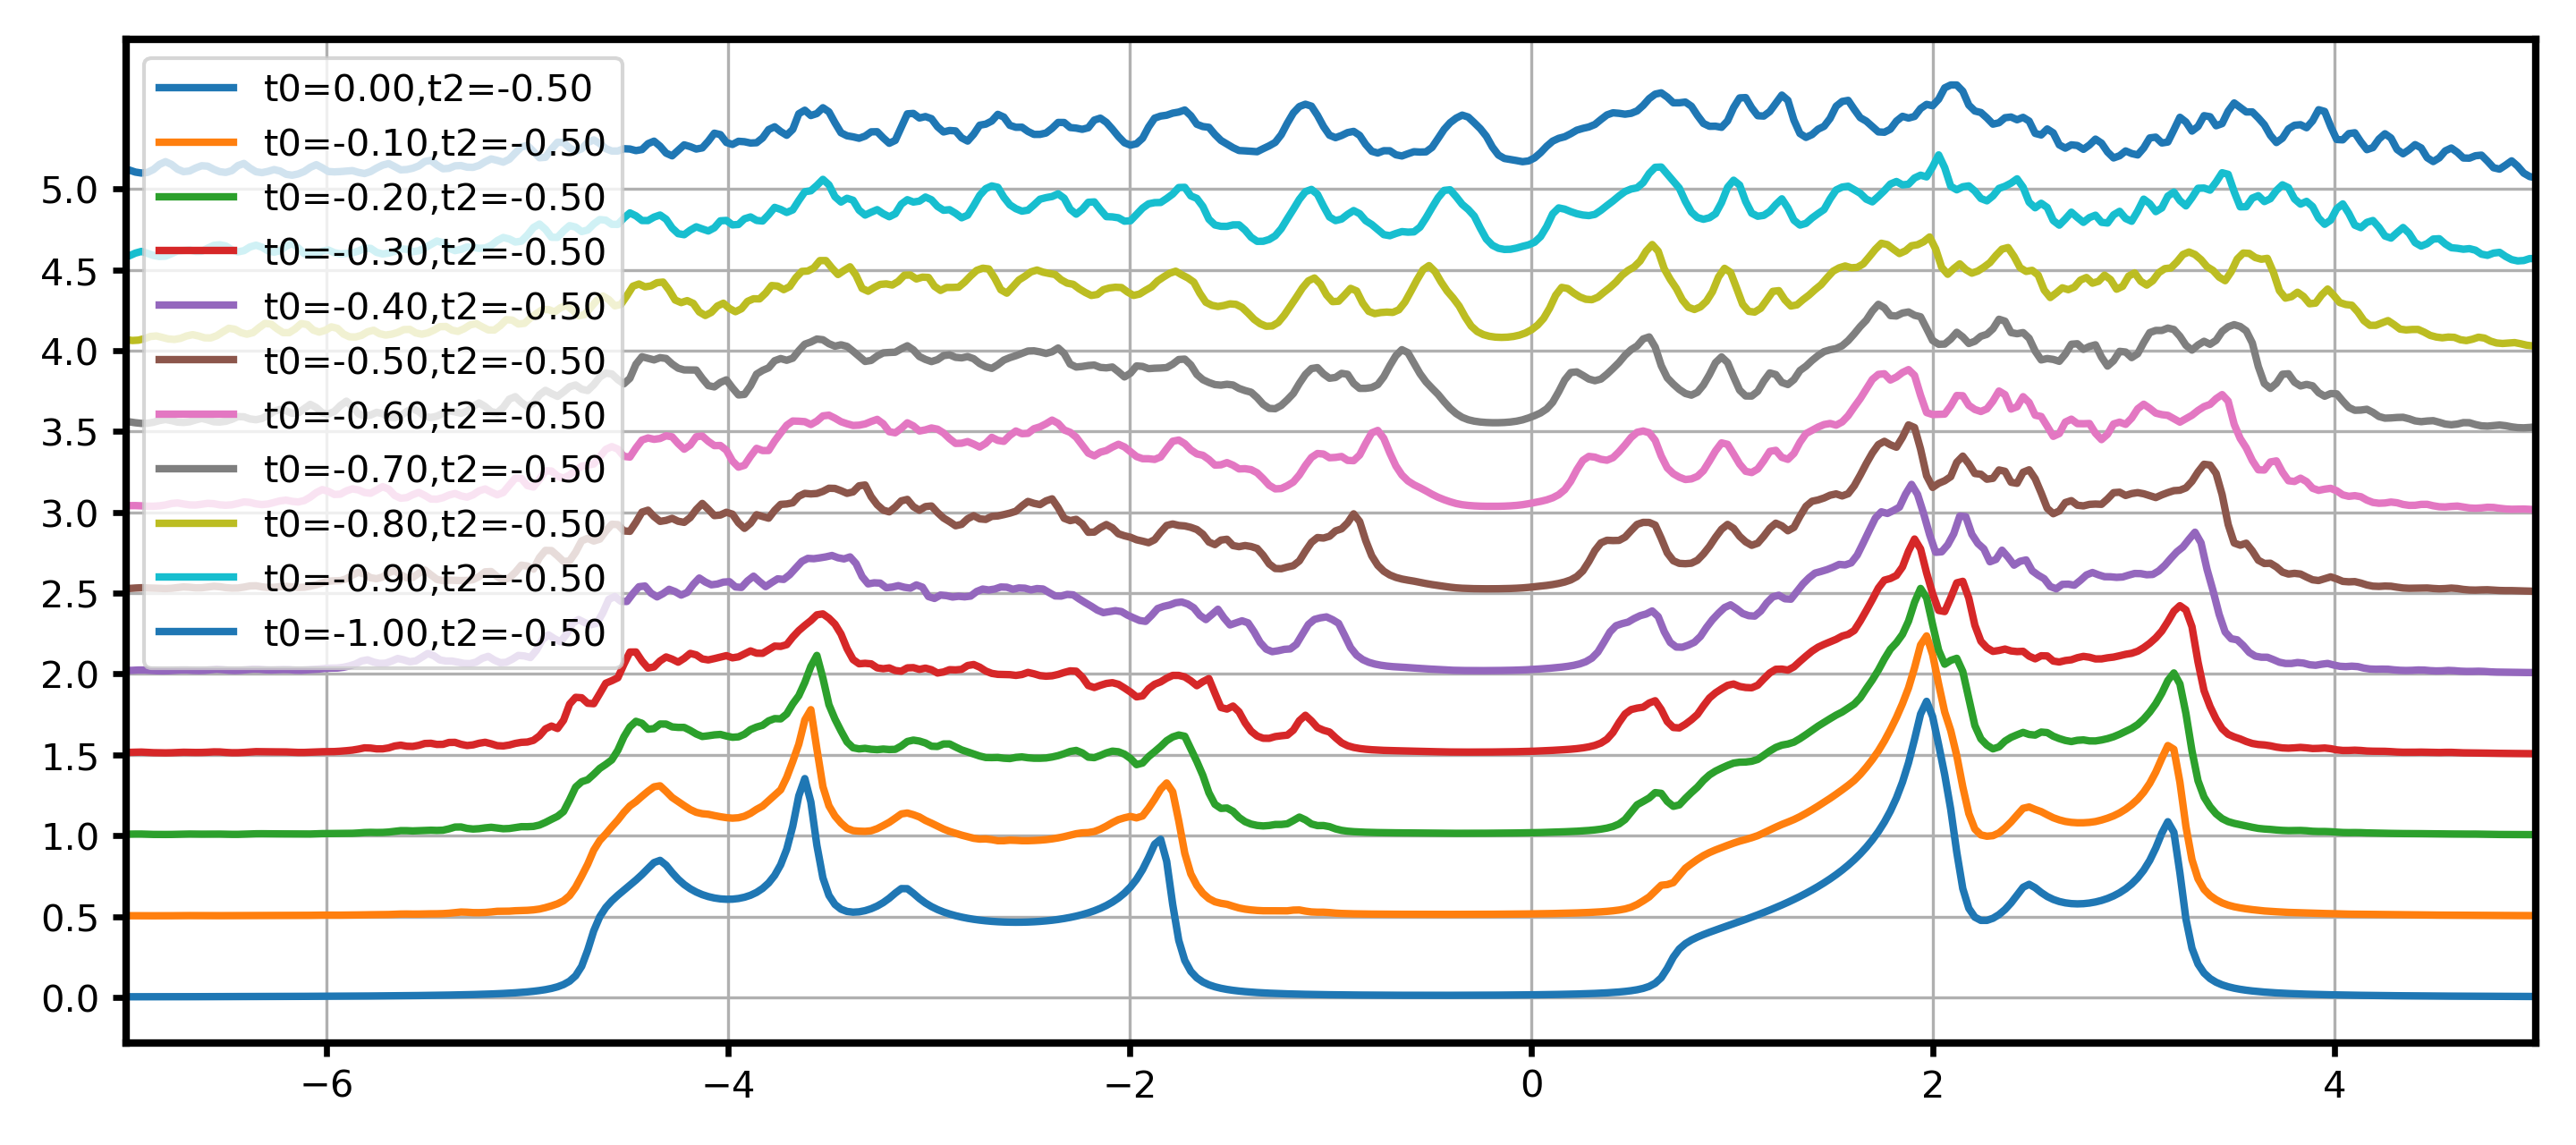 t0=0.00,t2=-0.50
t0=-0.10,t2=-0.50
t0=-0.20,t2=-0.50
t0=-0.30,t2=-0.50
t0=-0.40,t2=-0.50
t0=-0.50,t2=-0.50
t0=-0.60,t2=-0.50
t0=-0.70,t2=-0.50
t0=-0.80,t2=-0.50
t0=-0.90,t2=-0.50
t0=-1.00,t2=-0.50
5.0
4.5
4.0
3.5
3.0
2.5
2.0
1.5
1.0
0.5
0.0
−6 −4 −2 0 2 4